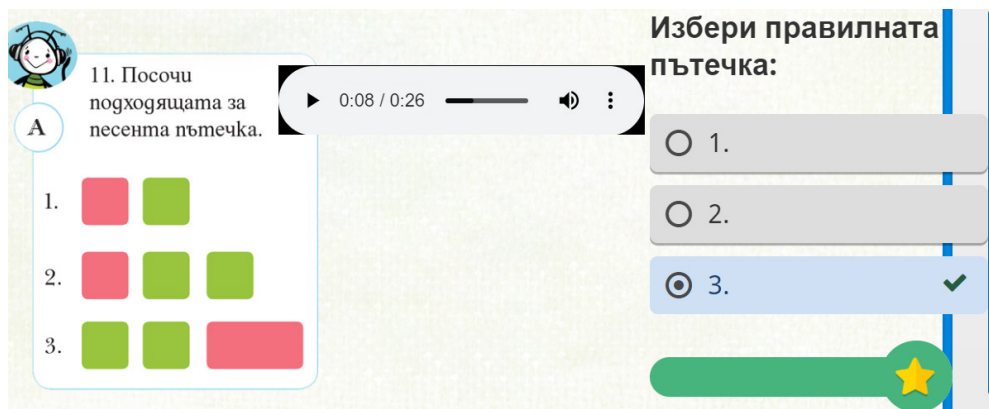 11. Посочи
подходящата за
песента пътечка.
А
1.
2.
3.
0:08 / 0:26
Избери правилната
пътечка:
1.
2.
3.